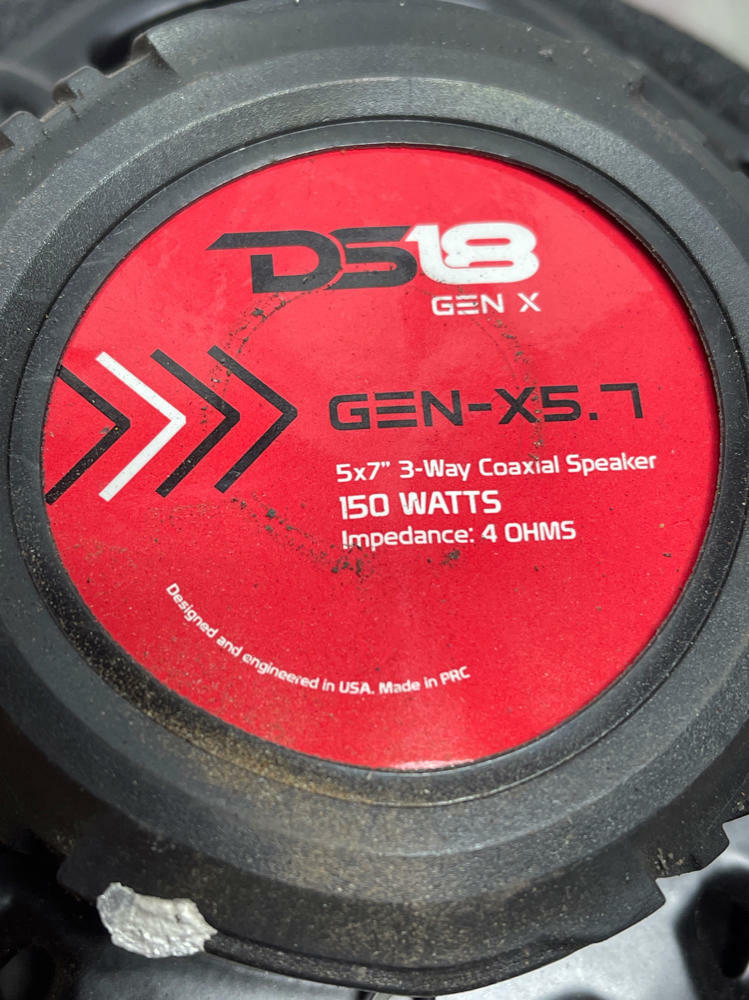 DS18
GEN X
GEN-X5.7
5x7" 3-Way Coaxial Speaker
150 WATTS
Impedance: 4 OHMS
Designed and engineered in USA. Made in PRC